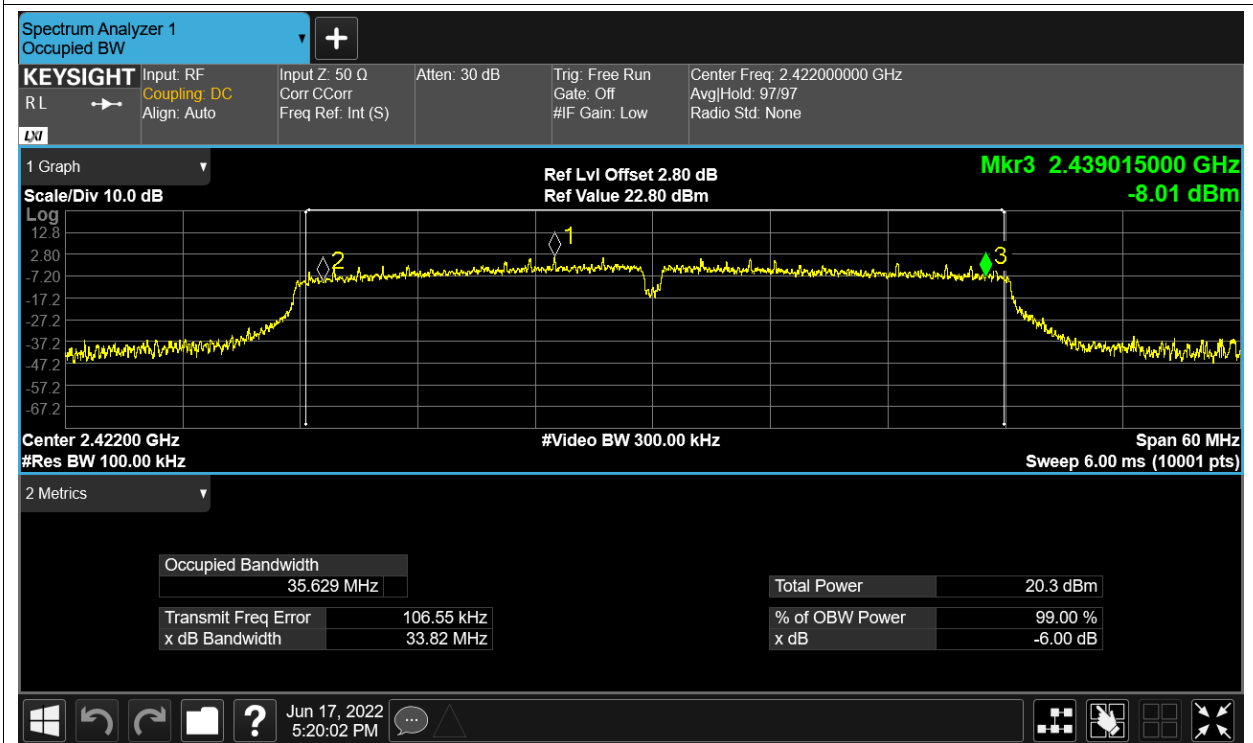 Spectrum Analyzer 1
Occupied BW
KEYSIGHT
R L
LXI
Input: RF
Coupling: DC
Align: Auto
Input Z: 50 Ω
Corr CCorr
Freq Ref: Int (S)
Atten: 30 dB
Trig: Free Run
Gate: Off
#IF Gain: Low
Center Freq: 2.422000000 GHz
Avg|Hold: 97/97
Radio Std: None
1 Graph
Scale/Div 10.0 dB
Ref Lvl Offset 2.80 dB
Ref Value 22.80 dBm
Mkr3 2.439015000 GHz
-8.01 dBm
Log
12.8
2.80
-7.20
-17.2
-27.2
-37.2
-47.2
-57.2
-67.2
1
2
3
Center 2.42200 GHz
#Video BW 300.00 kHz
Span 60 MHz
#Res BW 100.00 kHz
Sweep 6.00 ms (10001 pts)
2 Metrics
Occupied Bandwidth
35.629 MHz
Total Power 20.3 dBm
Transmit Freq Error 106.55 kHz
% of OBW Power 99.00 %
x dB Bandwidth 33.82 MHz
x dB -6.00 dB
?
Jun 17, 2022
5:20:02 PM